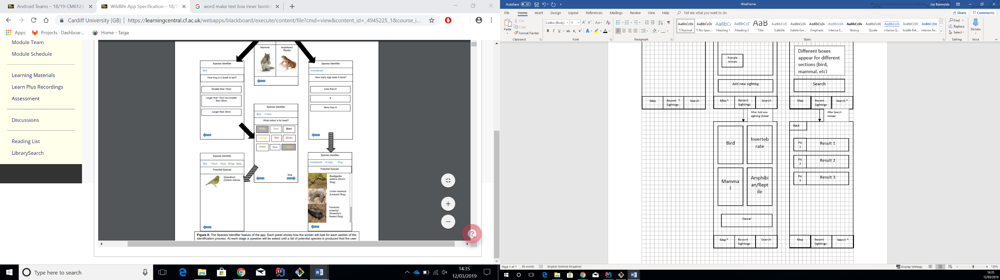 Android Teams – 18/19-CM6123
Wildlife App Specification – 18/1
word make text box inner border
Cardiff University [GB] | https://learningcentral.cf.ac.uk/webapps/blackboard/execute/content/file?cmd=view&content_id=_4945225_1&course_i...
Apps
Projects · Dashboar...
Home - Taiga
Module Team
Module Schedule
Learning Materials
Learn Plus Recordings
Assessment
Discussions
Reading List
LibrarySearch
Mammal
Amphibian/
Reptile
Species Identifier
Bird
How long is it (beak to tail)?
Smaller than 15cm
Larger than 15cm but smaller
than 30cm
Larger than 30cm
Species Identifier
Invertebrate
How many legs does it have?
Less than 6
6
More than 6
Species Identifier
Bird <15cm
What colour is its head?
White Grey Black
Orange Red Brown
Green Blue Yellow
Skip
Species Identifier
Bird <15cm Head Wings Belly
Potential Species
Greenfinch
(Chloris chloris)
Species Identifier
Invertebrate <6 legs Slug
Potential Species
Boettgerilla
pallens (Worm
Slug)
Limax maximus
(Leopard Slug)
Tandonia
sowerbyi
(Sowerby's
Keeled Slug)
Figure 8: The Species Identifier feature of the app. Each panel shows how the screen will look for each section of the
identification process. At each stage a question will be asked until a list of potential species is produced that the user
Type here to search
14:35
12/03/2019
AutoSave Off
WireFrame
Joe Baxendale
File Home Insert Design Layout References Mailings Review View Help Tell me what you want to do
Share Comments
Paste
Cut
Copy
Format Painter
Clipboard
Calibri (Body) 11
Font
Paragraph
AaBbCcDc AaBbCcDc AaBbCc AaBbCcC AaB AaBbCcC AaBbCcDc AaBbCcDc AaBbCcDc AaBbCcDc AaBbCcDc AaBbCcDc AABBCCDC AABBCCDC
¶ Normal ¶ No Spac... Heading 1 Heading 2 Title Subtitle Subtle Em... Emphasis Intense E... Strong Quote Intense Q... Subtle Ref... Intense Re...
Styles
Find
Replace
Select
Editing
Dictate
Voice
Example
Animals
Add new sighting
Different boxes
appear for different
sections (bird,
mammal, etc)
Search
Map Recent * Search
Sightings
Map * Recent Search
Sightings
Map Recent Search *
Sightings
After Add new
sighting clicked
After Search
Clicked
Bird
Inverteb
rate
Mamma
l
Amphibi
an/Rept
ile
Cancel
Map * Recent Search
Sightings
Back
Pic
1
Result 1
Pic
2
Result 2
Pic
3
Result 3
Map Recent Search *
Sightings
Page 1 of 1 85 words English (United Kingdom)
Display Settings
135%
14:35
12/03/2019